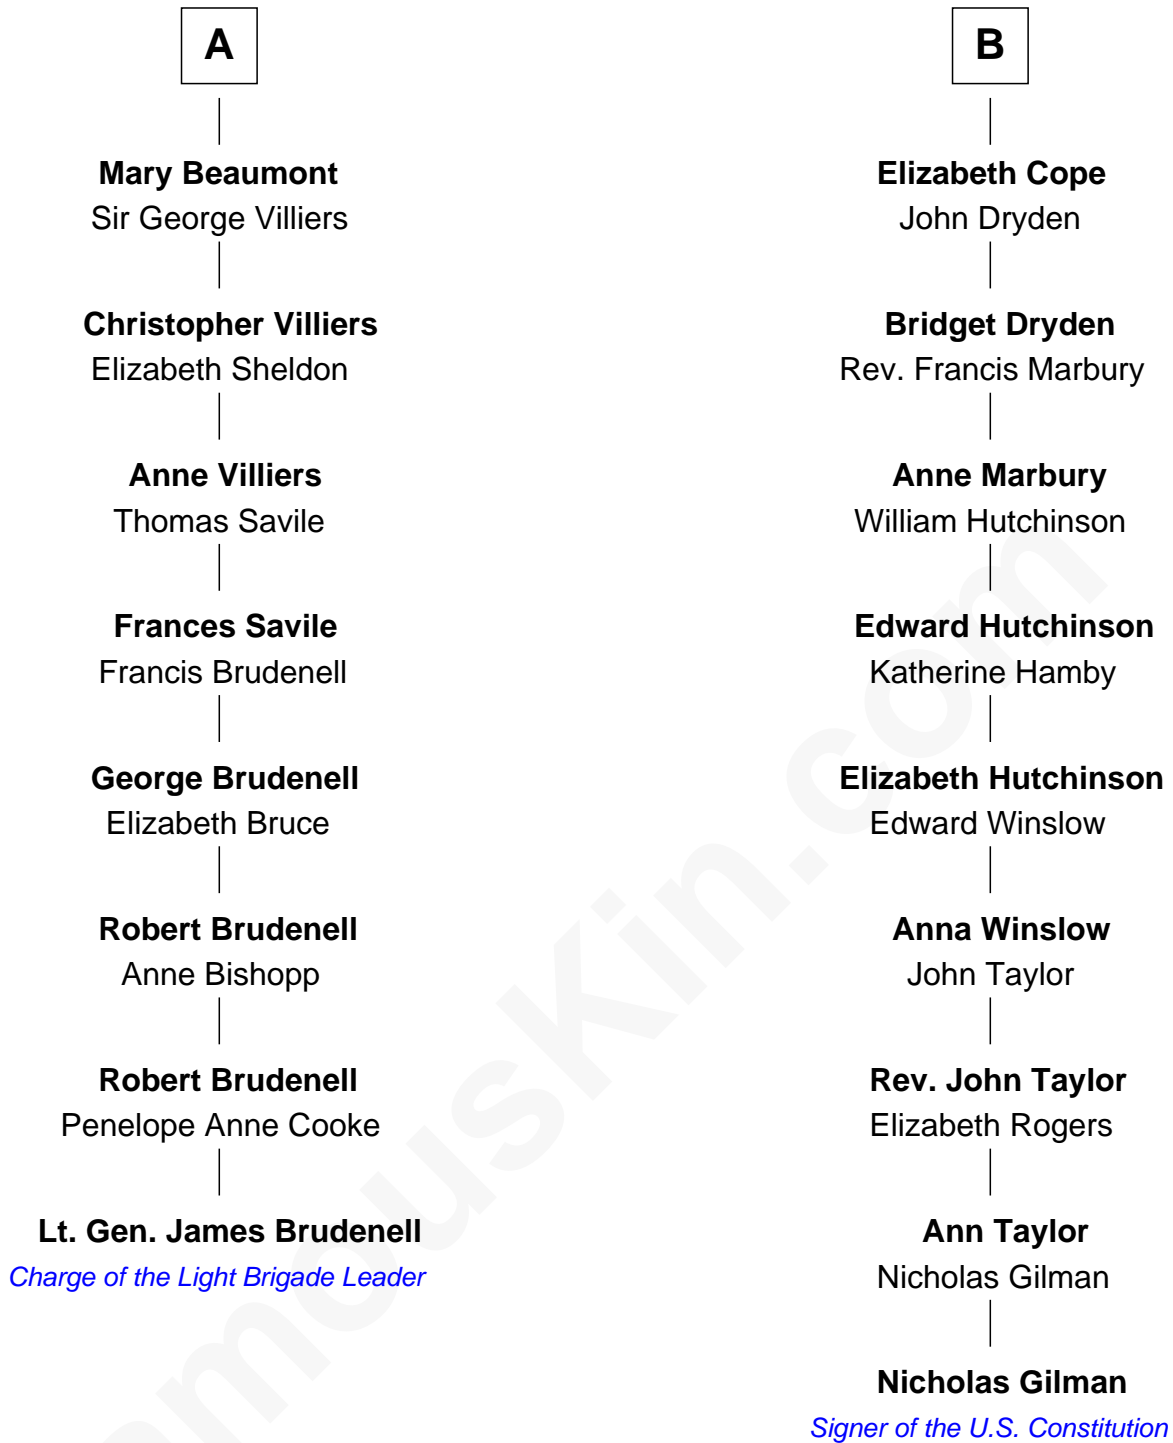 A
Mary Beaumont
Sir George Villiers
Christopher Villiers
Elizabeth Sheldon
Anne Villiers
Thomas Savile
Frances Savile
Francis Brudenell
George Brudenell
Elizabeth Bruce
Robert Brudenell
Anne Bishopp
Robert Brudenell
Penelope Anne Cooke
Lt. Gen. James Brudenell
Charge of the Light Brigade Leader
B
Elizabeth Cope
John Dryden
Bridget Dryden
Rev. Francis Marbury
Anne Marbury
William Hutchinson
Edward Hutchinson
Katherine Hamby
Elizabeth Hutchinson
Edward Winslow
Anna Winslow
John Taylor
Rev. John Taylor
Elizabeth Rogers
Ann Taylor
Nicholas Gilman
Nicholas Gilman
Signer of the U.S. Constitution
amouskin.com